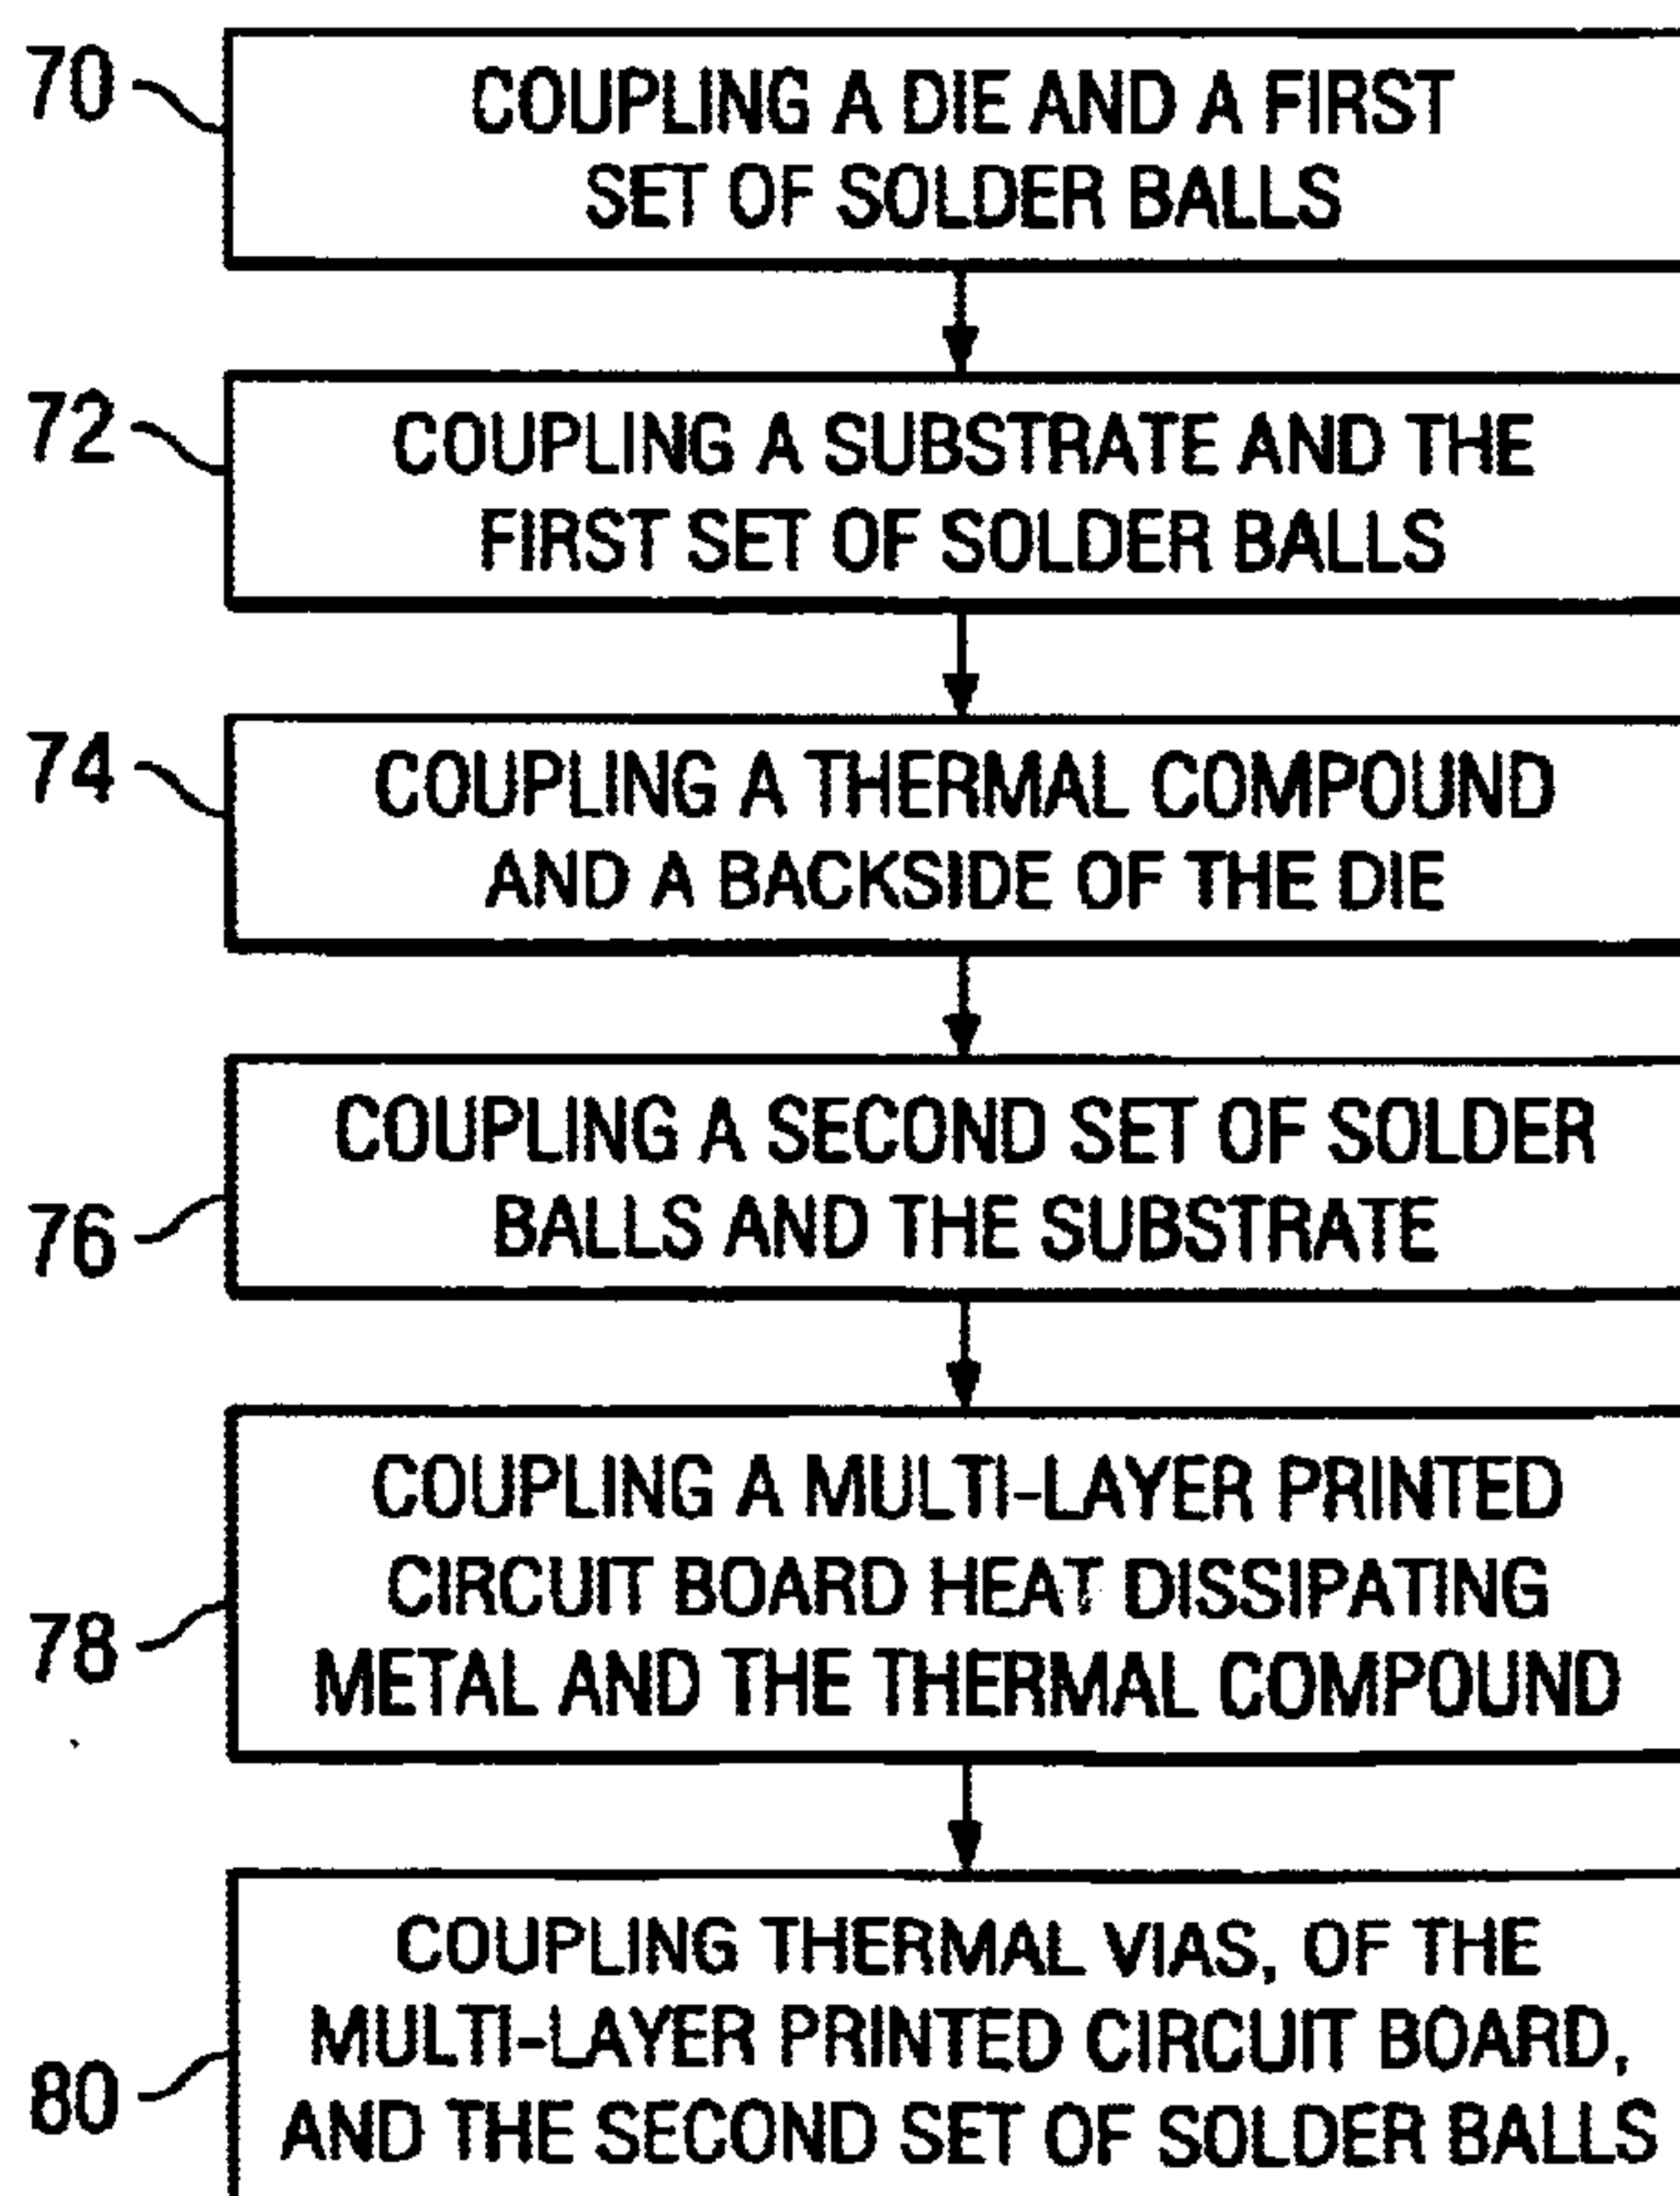 70
COUPLING A DIE AND A FIRST
SET OF SOLDER BALLS
72
COUPLING A SUBSTRATE AND THE
FIRST SET OF SOLDER BALLS
74
COUPLING A THERMAL COMPOUND
AND A BACKSIDE OF THE DIE
76
COUPLING A SECOND SET OF SOLDER
BALLS AND THE SUBSTRATE
78
COUPLING A MULTI-LAYER PRINTED
CIRCUIT BOARD HEAT DISSIPATING
METAL AND THE THERMAL COMPOUND
80
COUPLING THERMAL VIAS, OF THE
MULTI-LAYER PRINTED CIRCUIT BOARD,
AND THE SECOND SET OF SOLDER BALLS